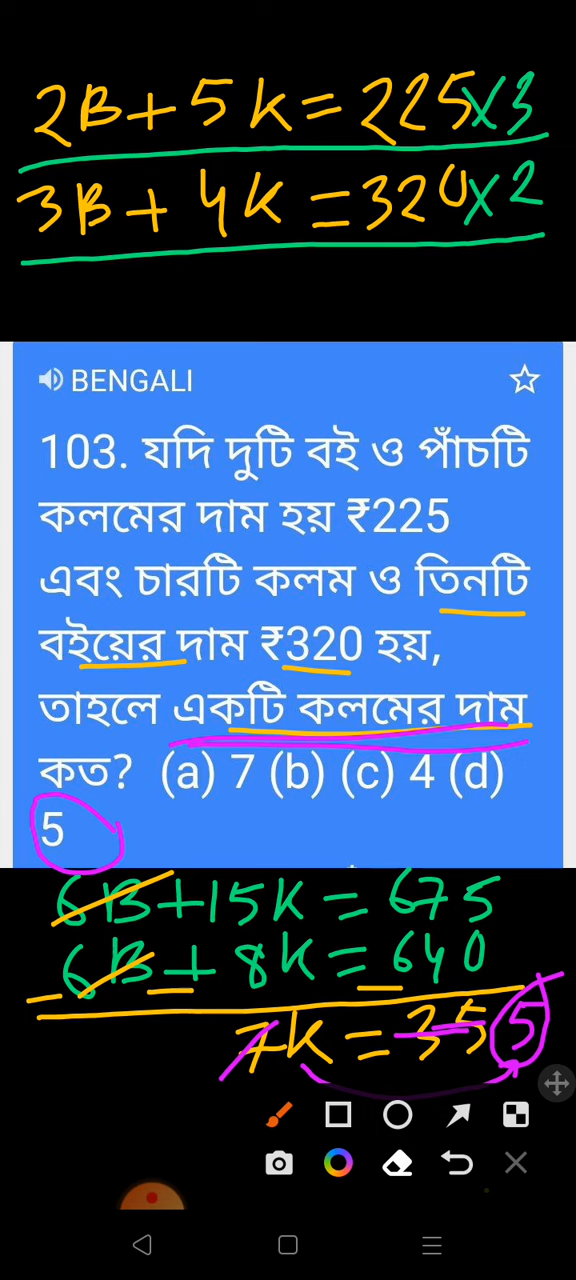 2B+5K=225×3
3B+4K=320×2
BENGALI
103. যদি দুটি বই ও পাঁচটি
কলমের দাম হয় ₹225
এবং চারটি কলম ও তিনটি
বইয়ের দাম ₹320 হয়,
তাহলে একটি কলমের দাম
কত? (a) 7 (b) (c) 4 (d)
5
6B+15K=675
6B+8K=640
7K=35 5